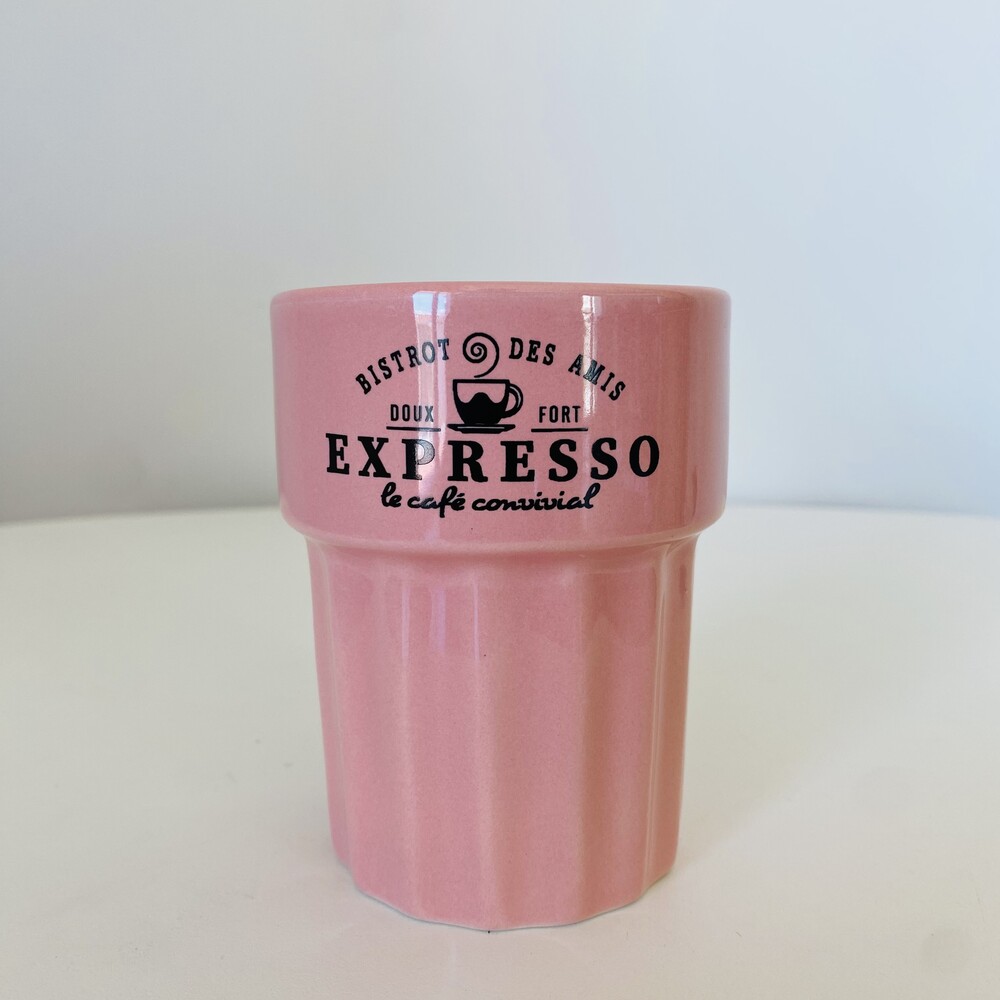 BISTROT DES AMIS
DOUX FORT
EXPRESSO
le café convivial